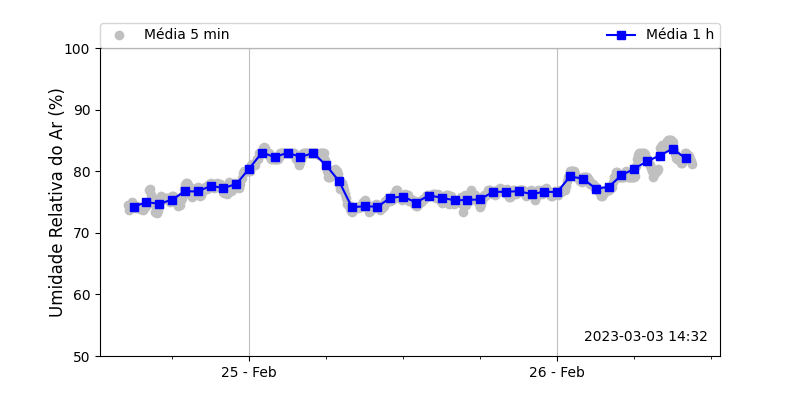 Média 5 min
Média 1 h
Umidade Relativa do Ar (%)
100
90
80
70
60
50
2023-03-03 14:32
25 - Feb
26 - Feb